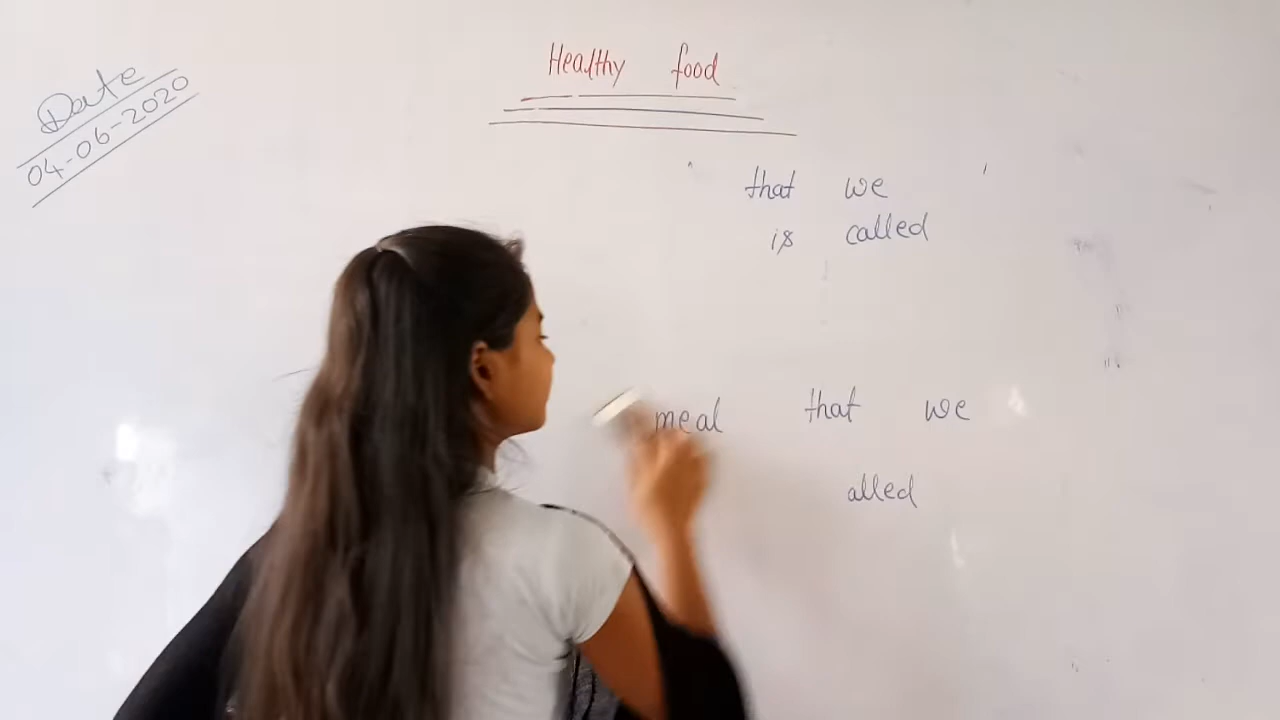 Date
04-06-2020
Healthy food
that we
is called
meal that we
alled